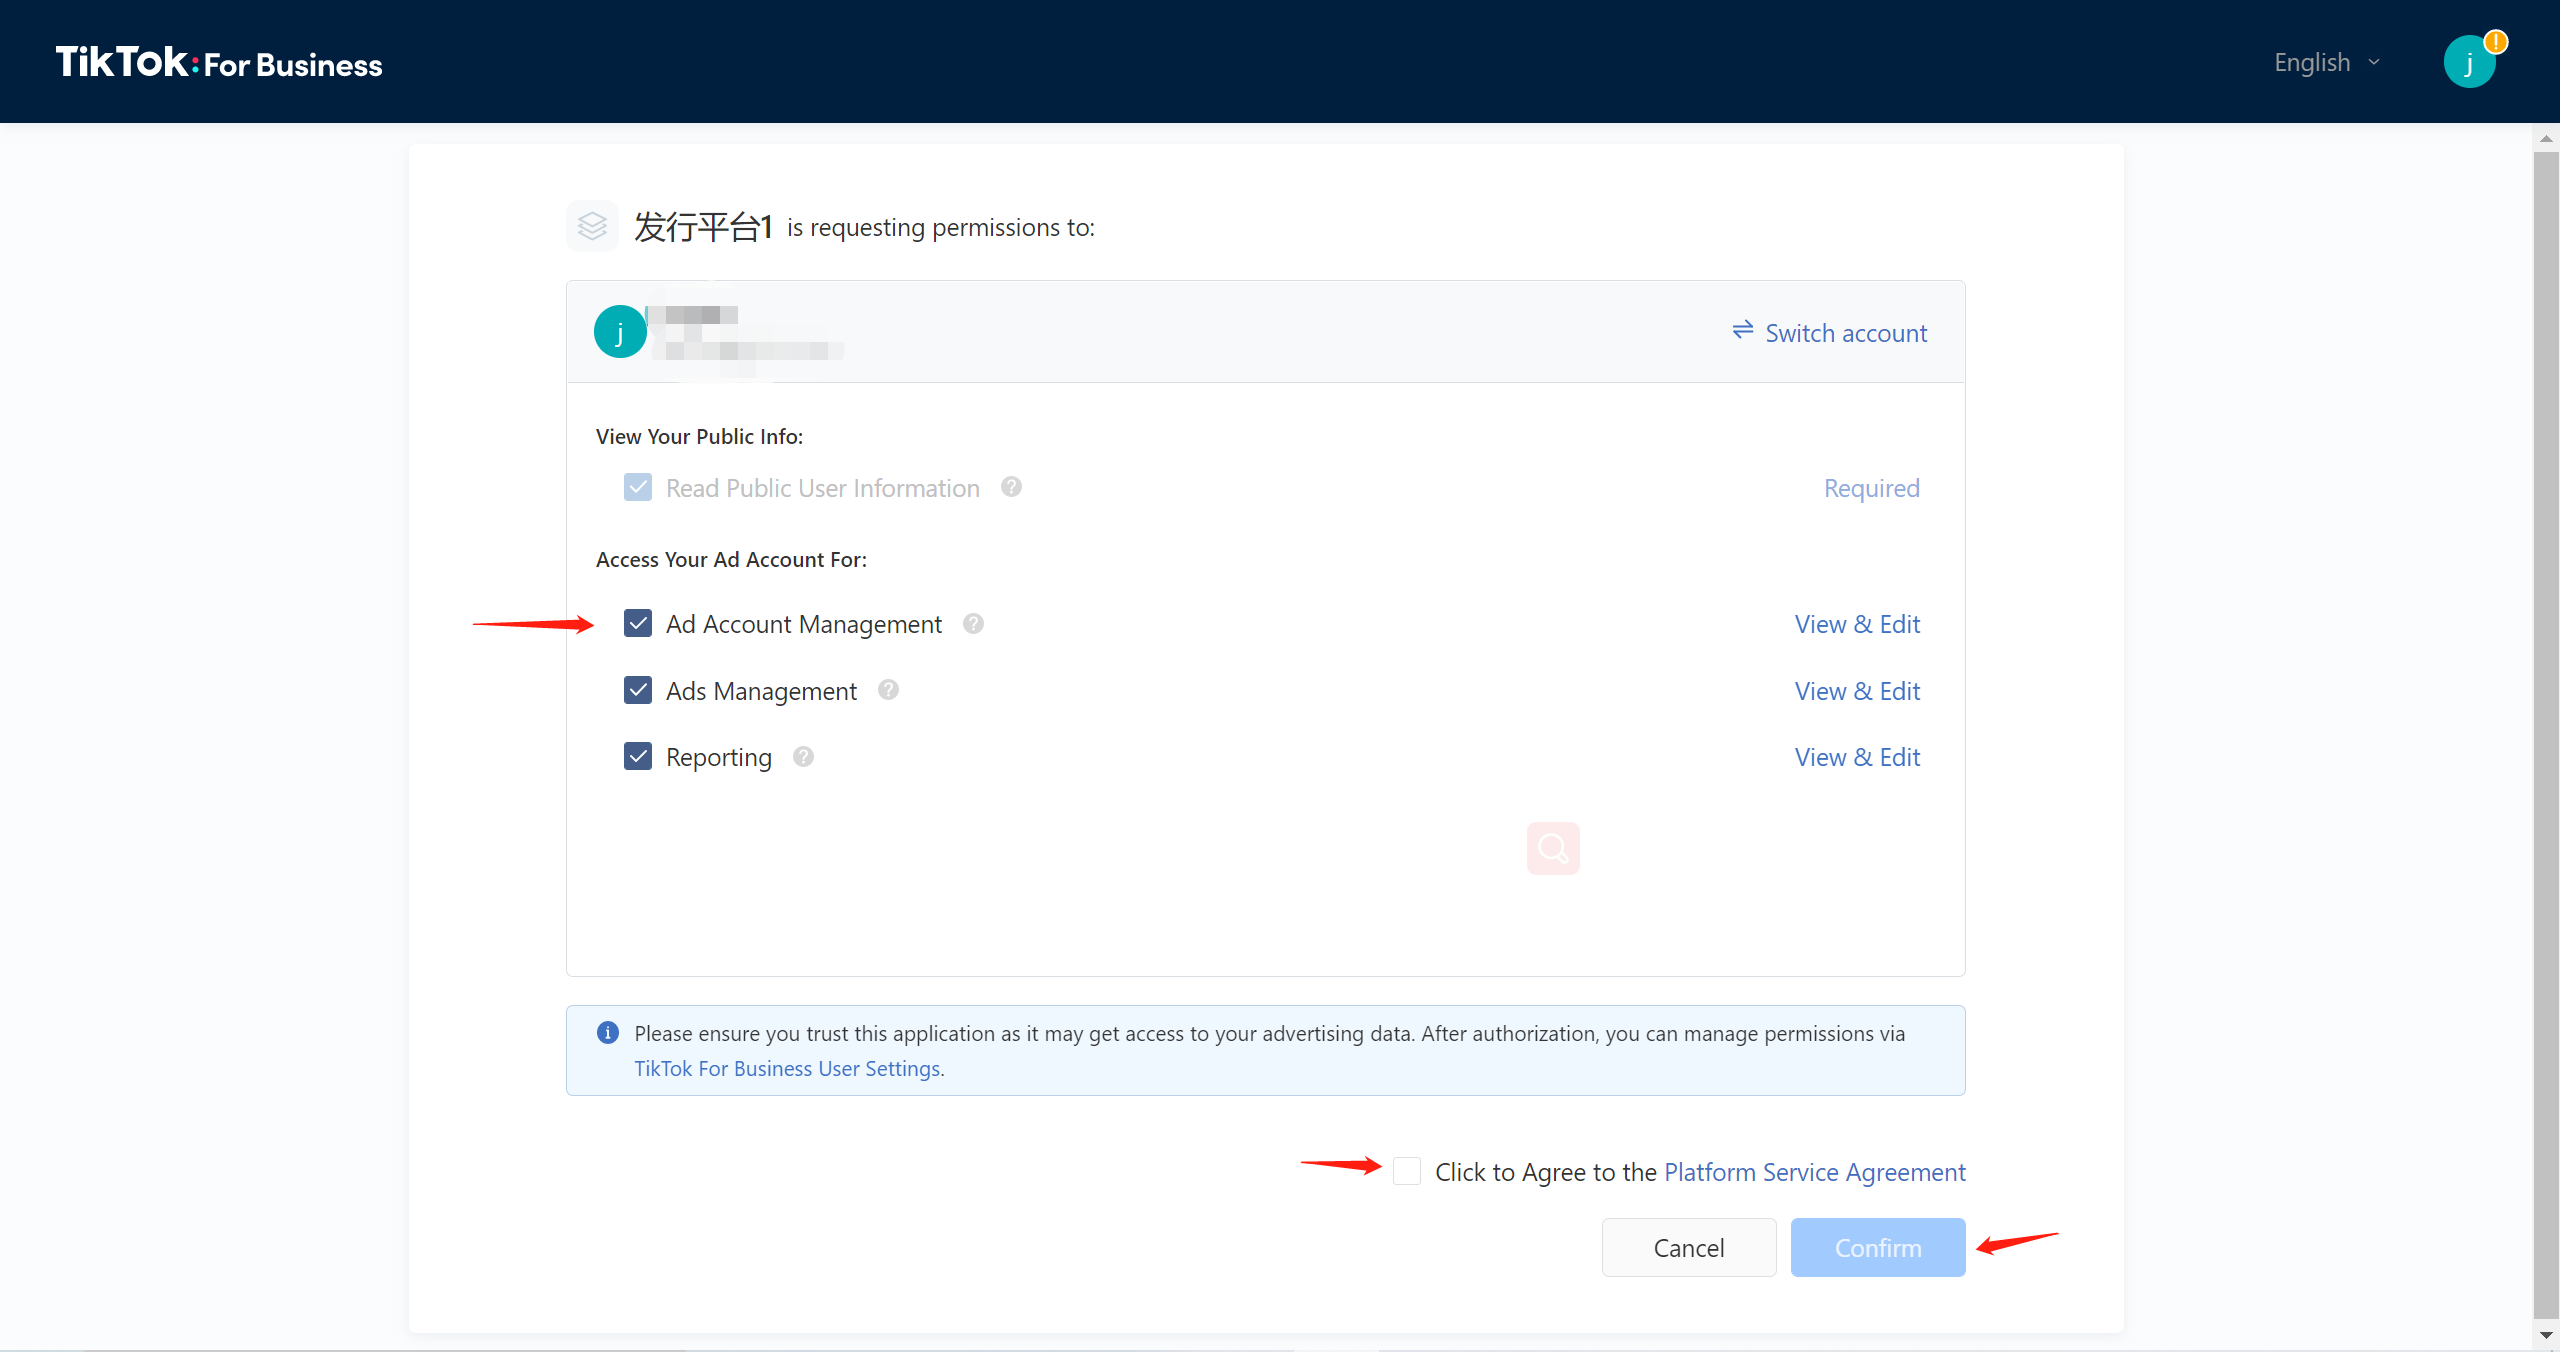 TikTok: For Business
English
j
发行平台1 is requesting permissions to:
j
Switch account
View Your Public Info:
Read Public User Information
Required
Access Your Ad Account For:
Ad Account Management
View & Edit
Ads Management
View & Edit
Reporting
View & Edit
Please ensure you trust this application as it may get access to your advertising data. After authorization, you can manage permissions via
TikTok For Business User Settings.
Click to Agree to the Platform Service Agreement
Cancel
Confirm